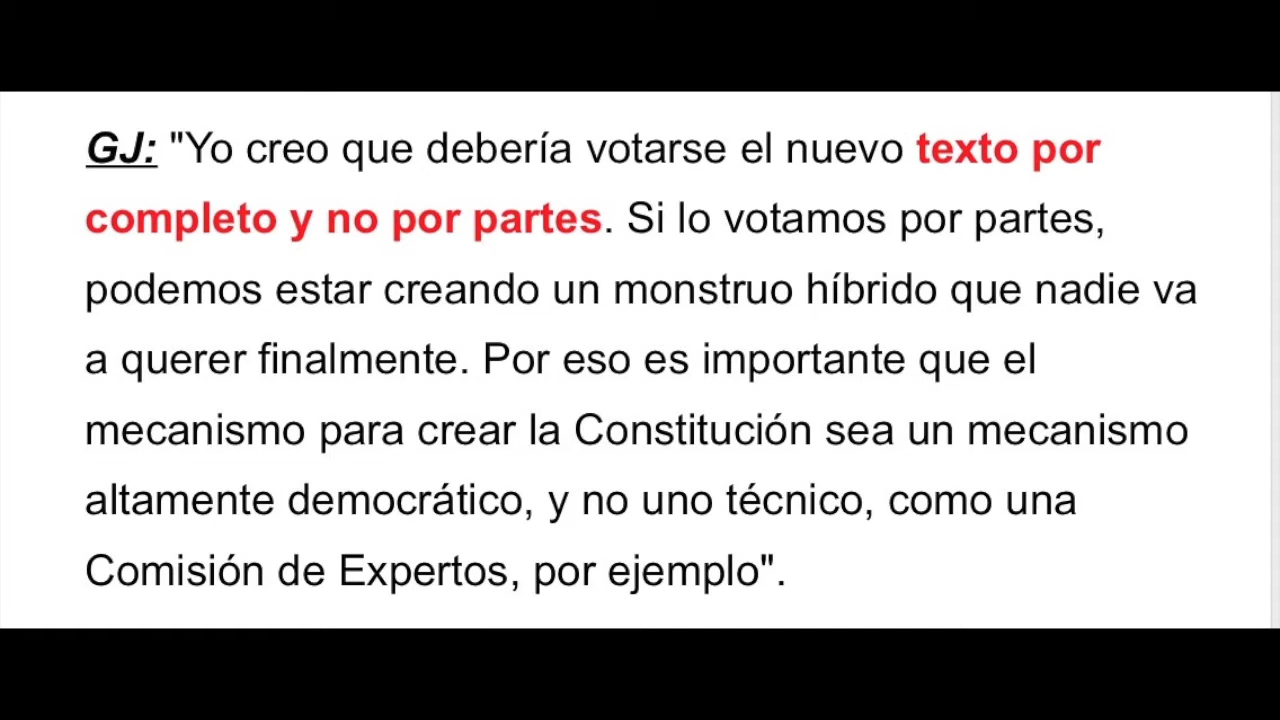 GJ: "Yo creo que debería votarse el nuevo texto por
completo y no por partes. Si lo votamos por partes,
podemos estar creando un monstruo híbrido que nadie va
a querer finalmente. Por eso es importante que el
mecanismo para crear la Constitución sea un mecanismo
altamente democrático, y no uno técnico, como una
Comisión de Expertos, por ejemplo".